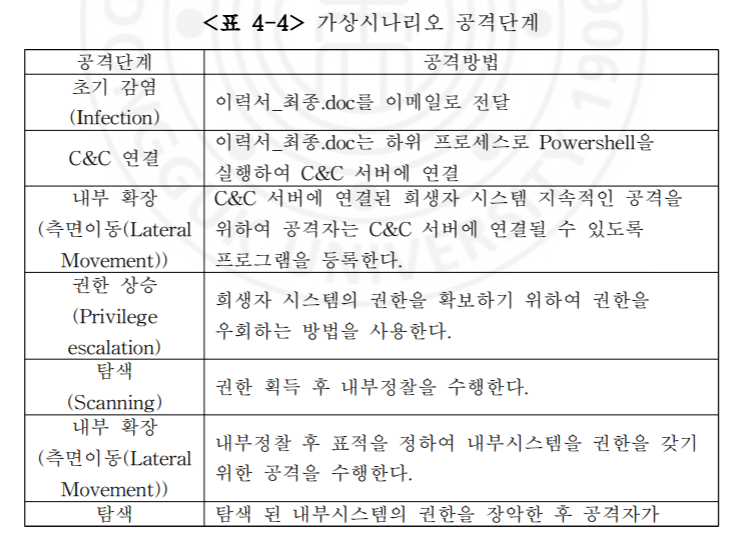 <표 4-4> 가상시나리오 공격단계
공격단계 공격방법
초기 감염
(Infection)
이력서_최종.doc를 이메일로 전달
C&C 연결
이력서_최종.doc는 하위 프로세스로 Powershell을
실행하여 C&C 서버에 연결
내부 확장
(측면이동(Lateral
Movement))
C&C 서버에 연결된 희생자 시스템 지속적인 공격을
위하여 공격자는 C&C 서버에 연결될 수 있도록
프로그램을 등록한다.
권한 상승
(Privilege
escalation)
희생자 시스템의 권한을 확보하기 위하여 권한을
우회하는 방법을 사용한다.
탐색
(Scanning)
권한 획득 후 내부정찰을 수행한다.
내부 확장
(측면이동(Lateral
Movement))
내부정찰 후 표적을 정하여 내부시스템을 권한을 갖기
위한 공격을 수행한다.
탐색
탐색 된 내부시스템의 권한을 장악한 후 공격자가
UNIVERSITY 1906